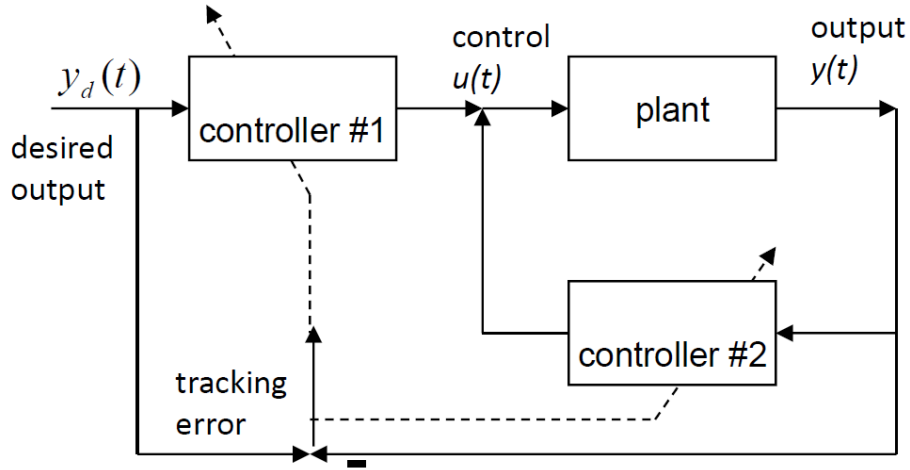 y_d(t)
desired
output
controller #1
control
u(t)
plant
output
y(t)
controller #2
tracking
error
-